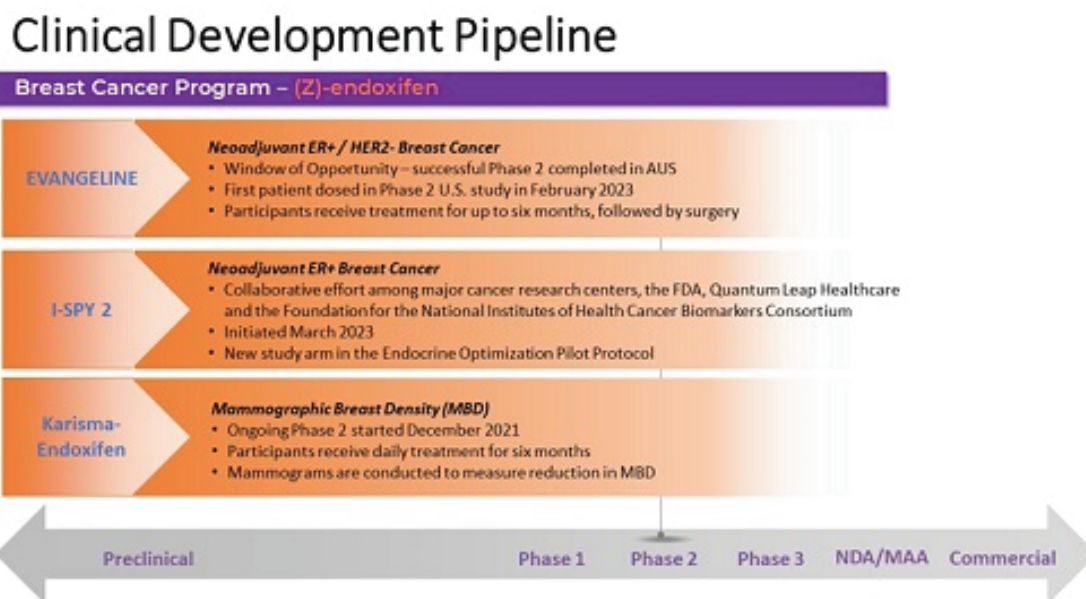 Clinical Development Pipeline
Breast Cancer Program – (Z)-endoxifen
EVANGELINE
Neoadjuvant ER+ / HER2- Breast Cancer
• Window of Opportunity – successful Phase 2 completed in AUS
• First patient dosed in Phase 2 U.S. study in February 2023
• Participants receive treatment for up to six months, followed by surgery
I-SPY 2
Neoadjuvant ER+ Breast Cancer
• Collaborative effort among major cancer research centers, the FDA, Quantum Leap Healthcare
and the Foundation for the National Institutes of Health Cancer Biomarkers Consortium
• Initiated March 2023
• New study arm in the Endocrine Optimization Pilot Protocol
Karisma-
Endoxifen
Mammographic Breast Density (MBD)
• Ongoing Phase 2 started December 2021
• Participants receive daily treatment for six months
• Mammograms are conducted to measure reduction in MBD
Preclinical Phase 1 Phase 2 Phase 3 NDA/MAA Commercial